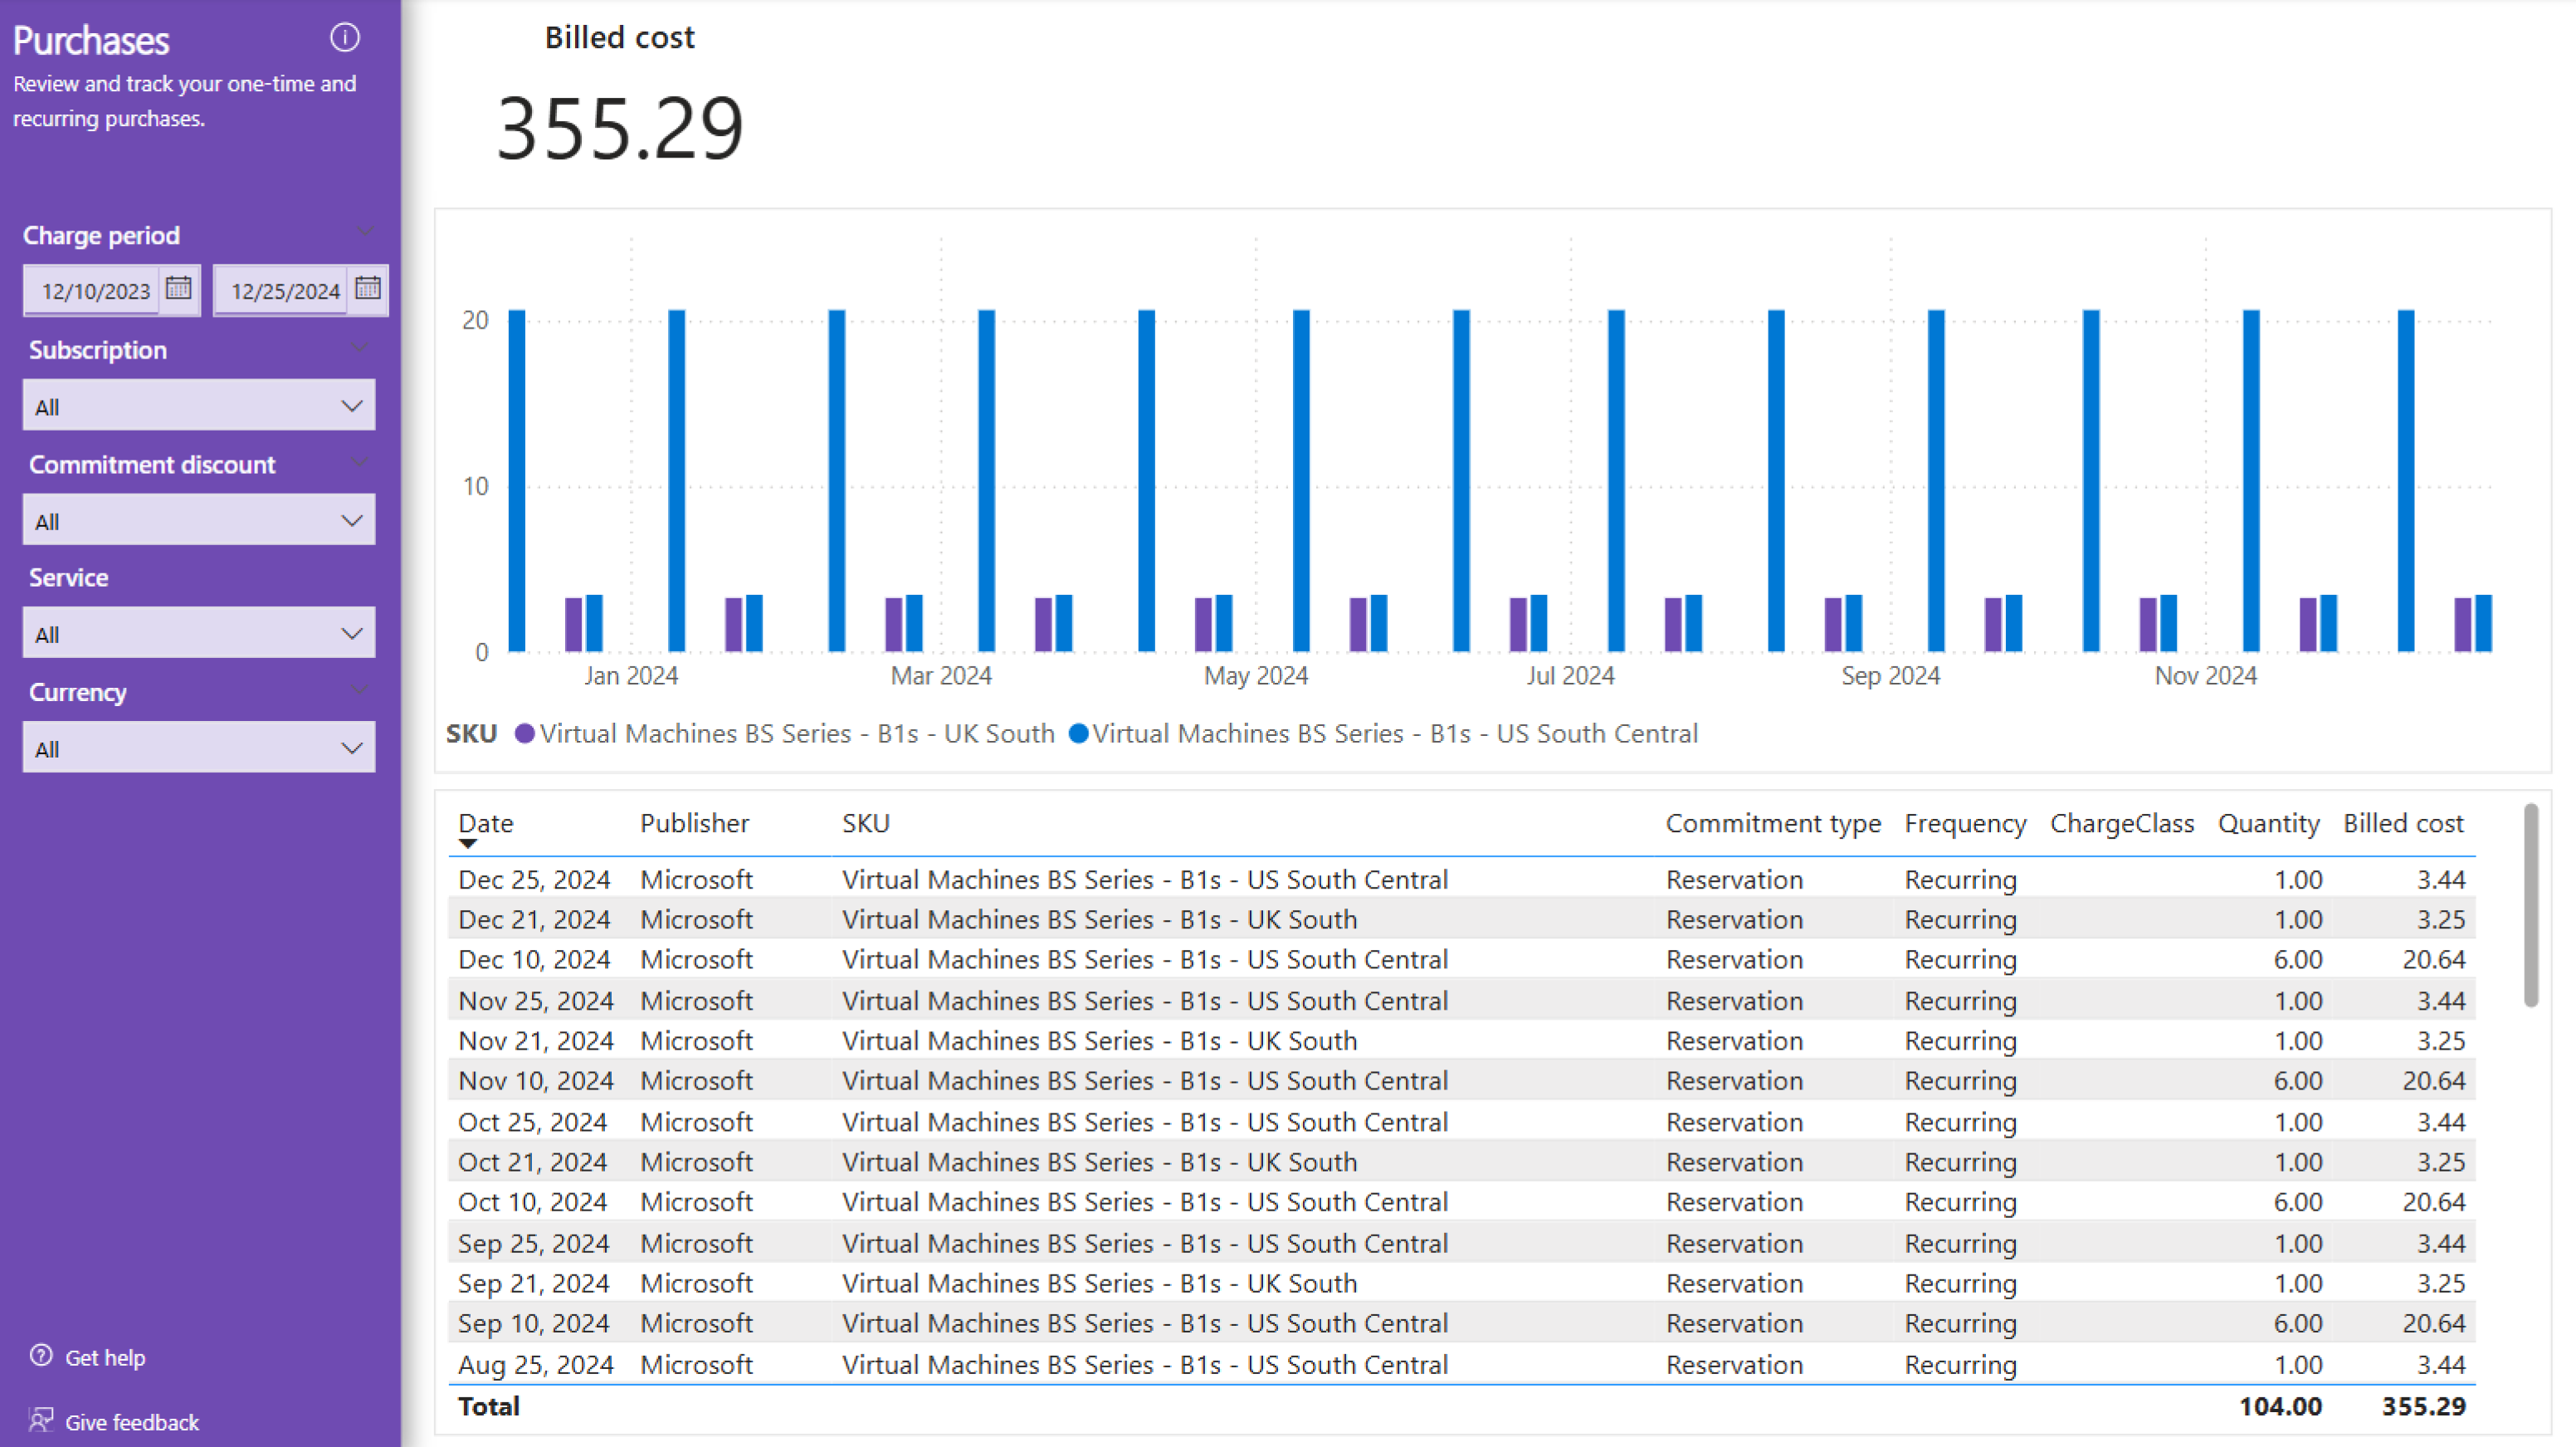 Purchases
Review and track your one-time and
recurring purchases.
Charge period
12/10/2023 12/25/2024
Subscription
All
Commitment discount
All
Service
All
Currency
All
Get help
Give feedback
Billed cost
355.29
20
10
0
Jan 2024 Mar 2024 May 2024 Jul 2024 Sep 2024 Nov 2024
SKU Virtual Machines BS Series - B1s - UK South Virtual Machines BS Series - B1s - US South Central
Date Publisher SKU Commitment type Frequency ChargeClass Quantity Billed cost
Dec 25, 2024 Microsoft Virtual Machines BS Series - B1s - US South Central Reservation Recurring 1.00 3.44
Dec 21, 2024 Microsoft Virtual Machines BS Series - B1s - UK South Reservation Recurring 1.00 3.25
Dec 10, 2024 Microsoft Virtual Machines BS Series - B1s - US South Central Reservation Recurring 6.00 20.64
Nov 25, 2024 Microsoft Virtual Machines BS Series - B1s - US South Central Reservation Recurring 1.00 3.44
Nov 21, 2024 Microsoft Virtual Machines BS Series - B1s - UK South Reservation Recurring 1.00 3.25
Nov 10, 2024 Microsoft Virtual Machines BS Series - B1s - US South Central Reservation Recurring 6.00 20.64
Oct 25, 2024 Microsoft Virtual Machines BS Series - B1s - US South Central Reservation Recurring 1.00 3.44
Oct 21, 2024 Microsoft Virtual Machines BS Series - B1s - UK South Reservation Recurring 1.00 3.25
Oct 10, 2024 Microsoft Virtual Machines BS Series - B1s - US South Central Reservation Recurring 6.00 20.64
Sep 25, 2024 Microsoft Virtual Machines BS Series - B1s - US South Central Reservation Recurring 1.00 3.44
Sep 21, 2024 Microsoft Virtual Machines BS Series - B1s - UK South Reservation Recurring 1.00 3.25
Sep 10, 2024 Microsoft Virtual Machines BS Series - B1s - US South Central Reservation Recurring 6.00 20.64
Aug 25, 2024 Microsoft Virtual Machines BS Series - B1s - US South Central Reservation Recurring 1.00 3.44
Total 104.00 355.29